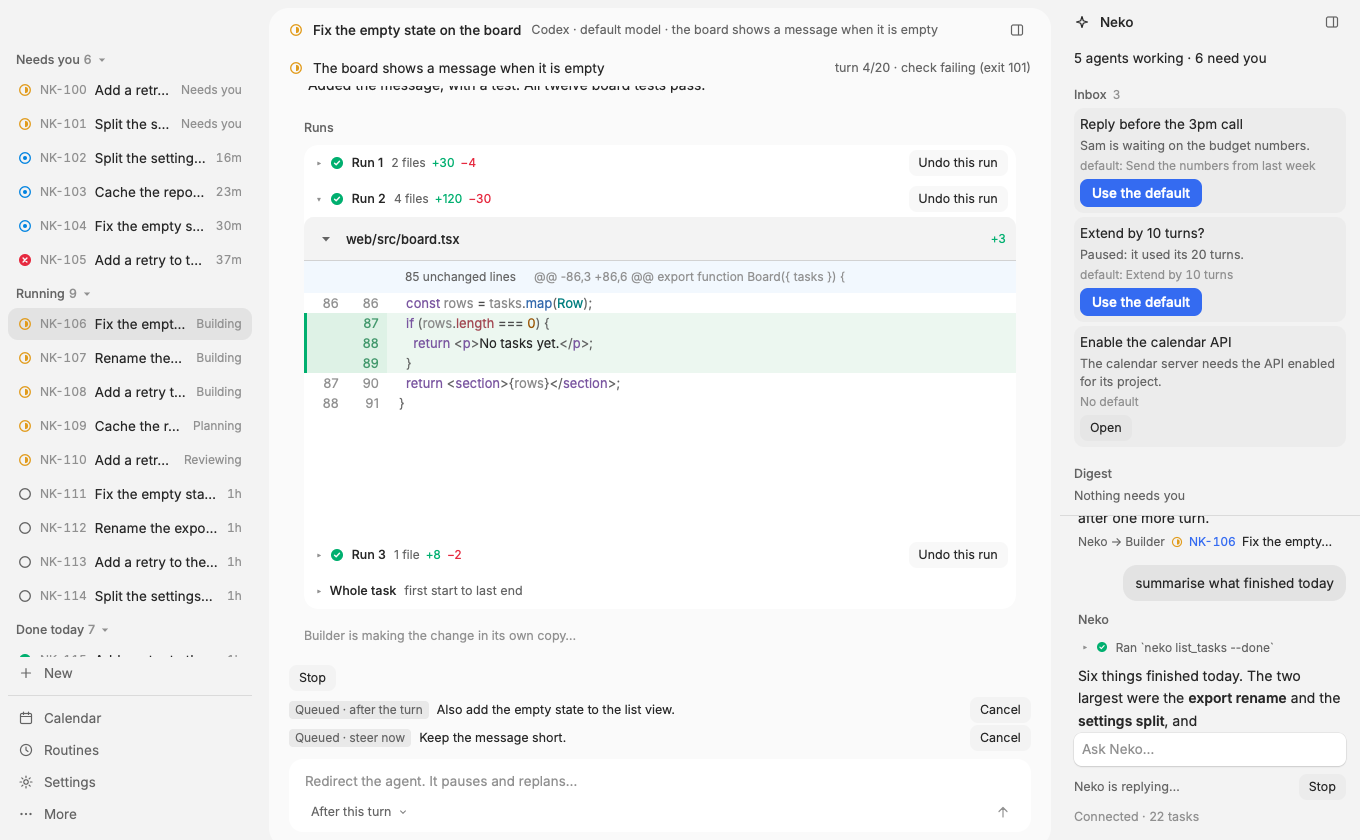 Needs you 6
NK-100 Add a retr... Needs you
NK-101 Split the s... Needs you
NK-102 Split the setting... 16m
NK-103 Cache the repo... 23m
NK-104 Fix the empty s... 30m
NK-105 Add a retry to t... 37m
Running 9
NK-106 Fix the empt... Building
NK-107 Rename the... Building
NK-108 Add a retry t... Building
NK-109 Cache the r... Planning
NK-110 Add a retr... Reviewing
NK-111 Fix the empty sta... 1h
NK-112 Rename the expo... 1h
NK-113 Add a retry to the... 1h
NK-114 Split the settings... 1h
Done today 7
New
Calendar
Routines
Settings
More
Fix the empty state on the board Codex · default model · the board shows a message when it is empty
The board shows a message when it is empty turn 4/20 · check failing (exit 101)
Added the message, with a test. All twelve board tests pass.
Runs
Run 1 2 files +30 −4 Undo this run
Run 2 4 files +120 −30 Undo this run
web/src/board.tsx +3
85 unchanged lines @@ -86,3 +86,6 @@ export function Board({ tasks }) {
86 86 const rows = tasks.map(Row);
87 if (rows.length === 0) {
88 return <p>No tasks yet.</p>;
89 }
87 90 return <section>{rows}</section>;
88 91 }
Run 3 1 file +8 −2 Undo this run
Whole task first start to last end
Builder is making the change in its own copy...
Stop
Queued · after the turn Also add the empty state to the list view. Cancel
Queued · steer now Keep the message short. Cancel
Redirect the agent. It pauses and replans...
After this turn
Neko
5 agents working · 6 need you
Inbox 3
Reply before the 3pm call
Sam is waiting on the budget numbers.
default: Send the numbers from last week
Use the default
Extend by 10 turns?
Paused: it used its 20 turns.
default: Extend by 10 turns
Use the default
Enable the calendar API
The calendar server needs the API enabled
for its project.
No default
Open
Digest
Nothing needs you
after one more turn.
Neko → Builder NK-106 Fix the empty...
summarise what finished today
Neko
Ran `neko list_tasks --done`
Six things finished today. The two
largest were the export rename and the
settings split, and
Ask Neko...
Neko is replying... Stop
Connected · 22 tasks